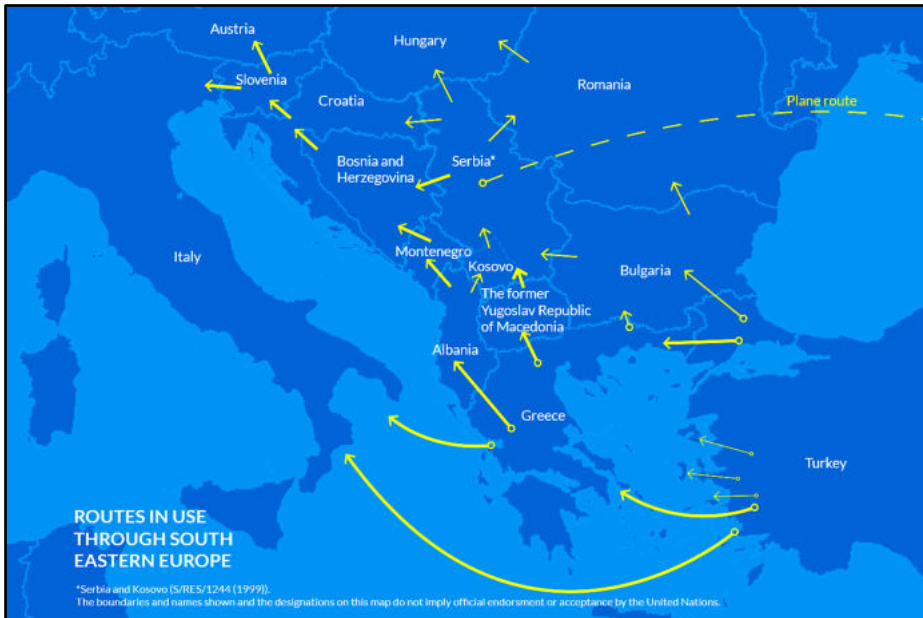 Austria
Hungary
Slovenia
Croatia
Romania
Plane route
Bosnia and
Herzegovina
Serbia*
Italy
Montenegro
Kosovo
Bulgaria
The former
Yugoslav Republic
of Macedonia
Albania
Greece
Turkey
ROUTES IN USE
THROUGH SOUTH
EASTERN EUROPE
*Serbia and Kosovo (S/RES/1244 (1999)).
The boundaries and names shown and the designations on this map do not imply official endorsment or acceptance by the United Nations.